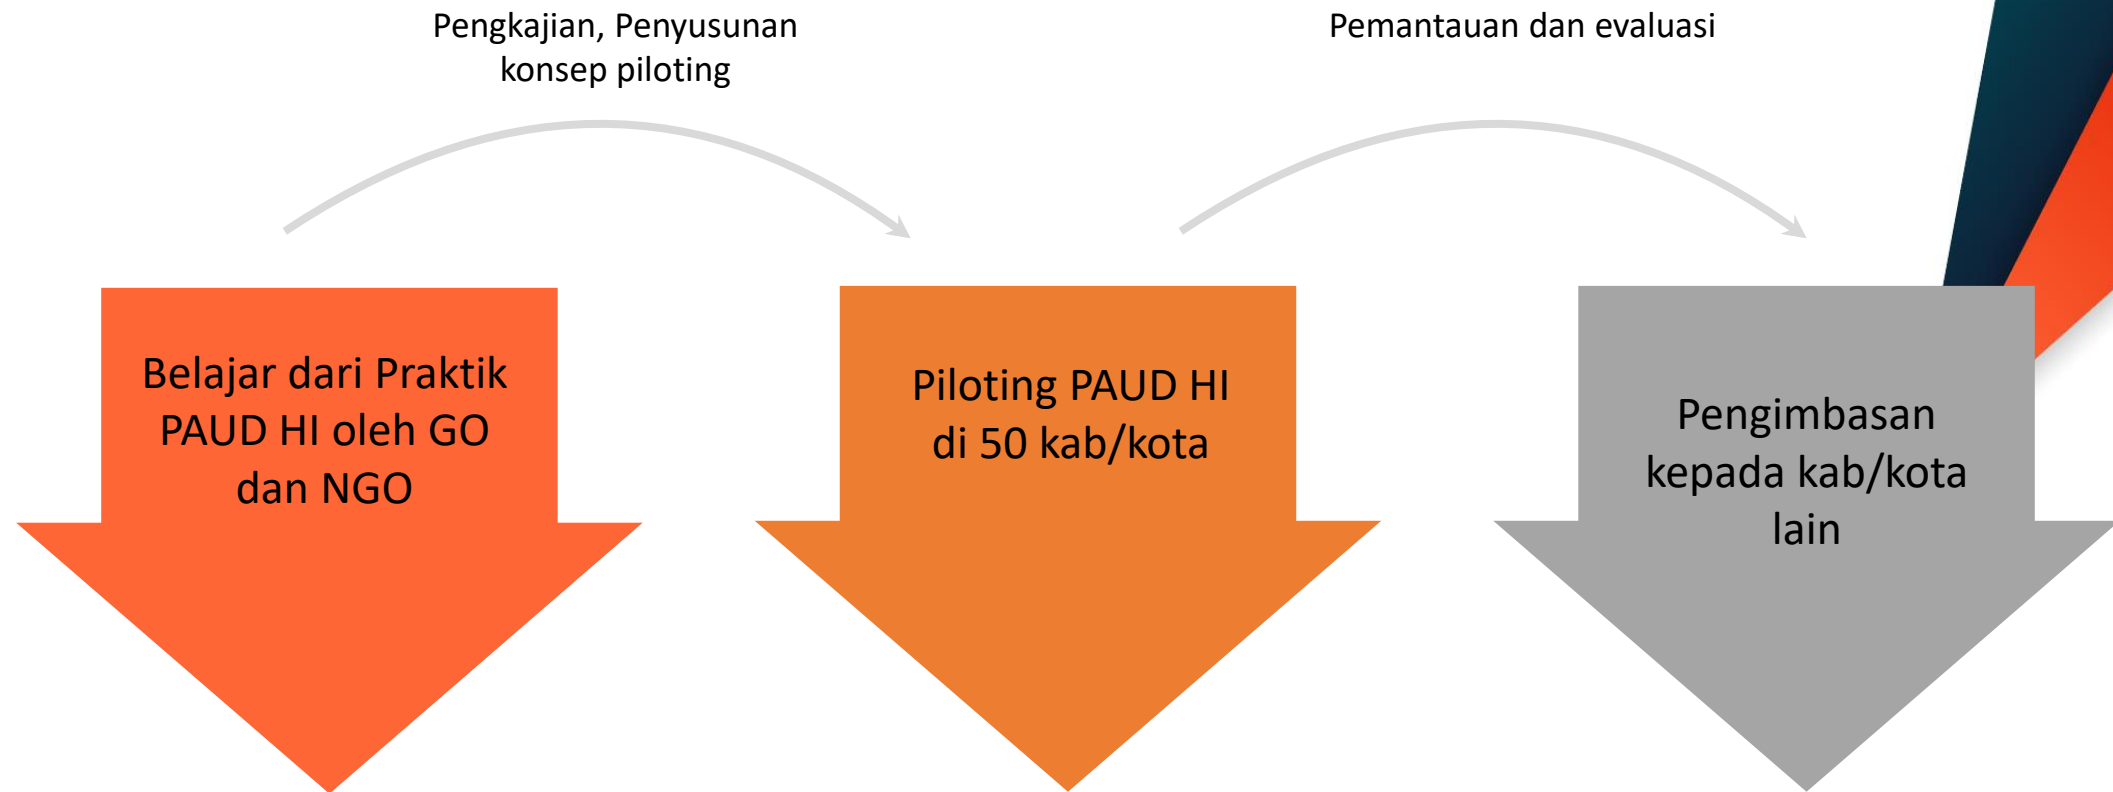 Pengkajian, Penyusunan
konsep piloting
Pemantauan dan evaluasi
Belajar dari Praktik
PAUD HI oleh GO
dan NGO
Piloting PAUD HI
di 50 kab/kota
Pengimbasan
kepada kab/kota
lain